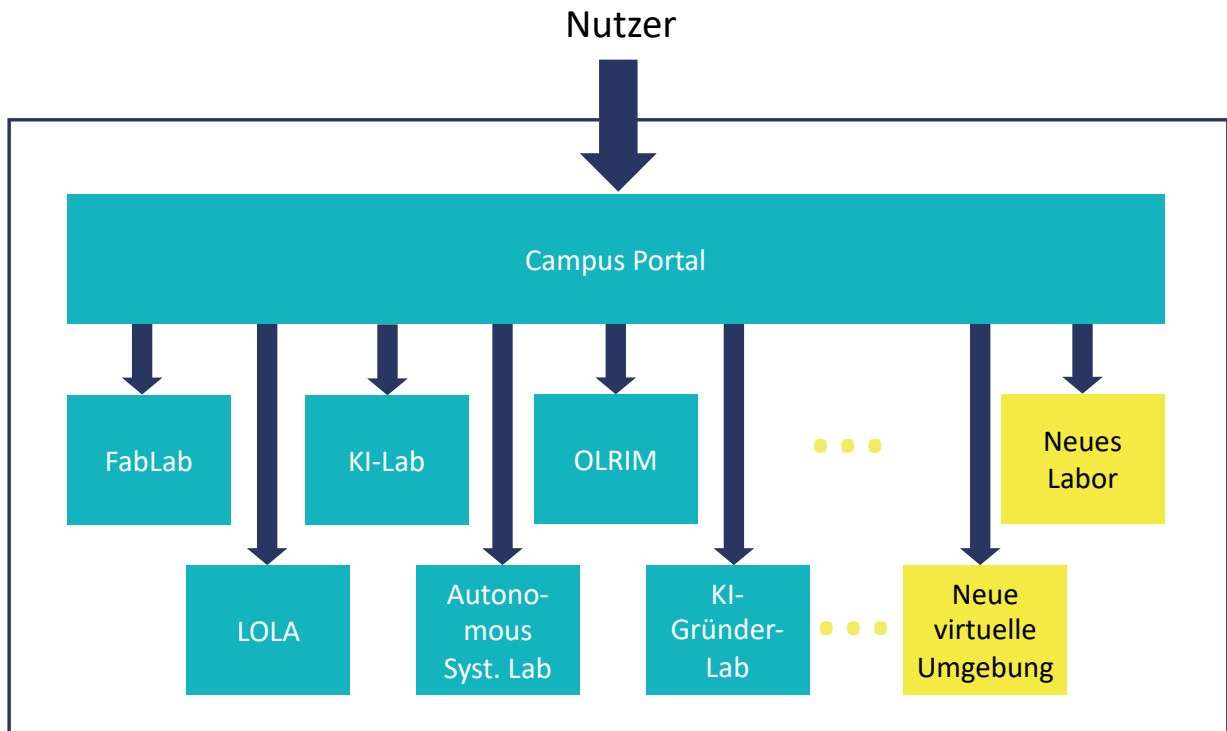 Nutzer
Campus Portal
FabLab
KI-Lab
OLRIM
Neues
Labor
LOLA
Autono-
mous
Syst. Lab
KI-
Gründer-
Lab
Neue
virtuelle
Umgebung